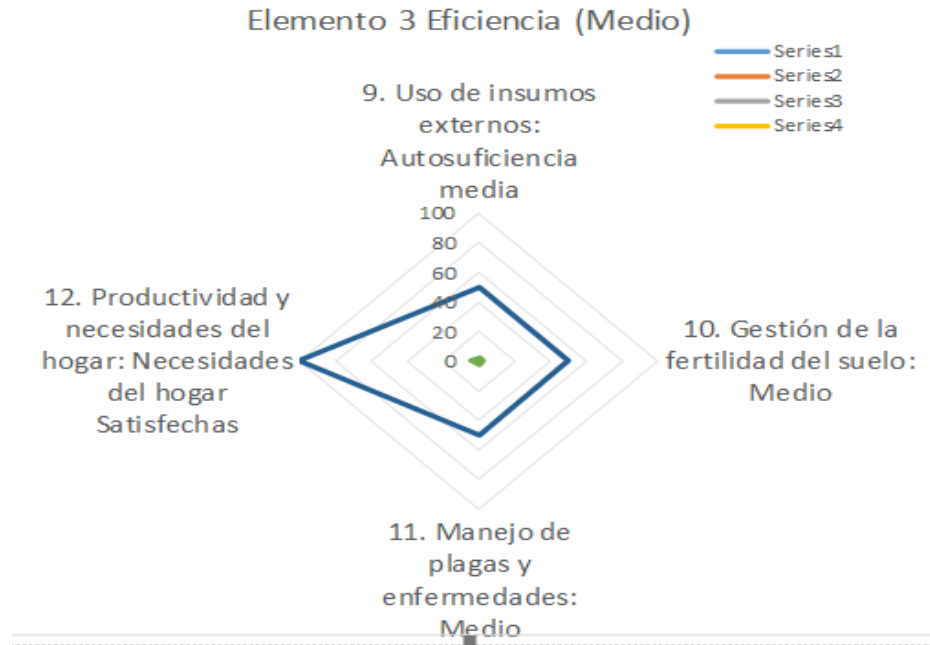 Elemento 3 Eficiencia (Medio)
Series1
Series2
Series3
Series4
9. Uso de insumos
externos:
Autosuficiencia
media
100
80
60
40
20
0
12. Productividad y
necesidades del
hogar: Necesidades
del hogar
Satisfechas
10. Gestión de la
fertilidad del suelo:
Medio
11. Manejo de
plagas y
enfermedades:
Medio